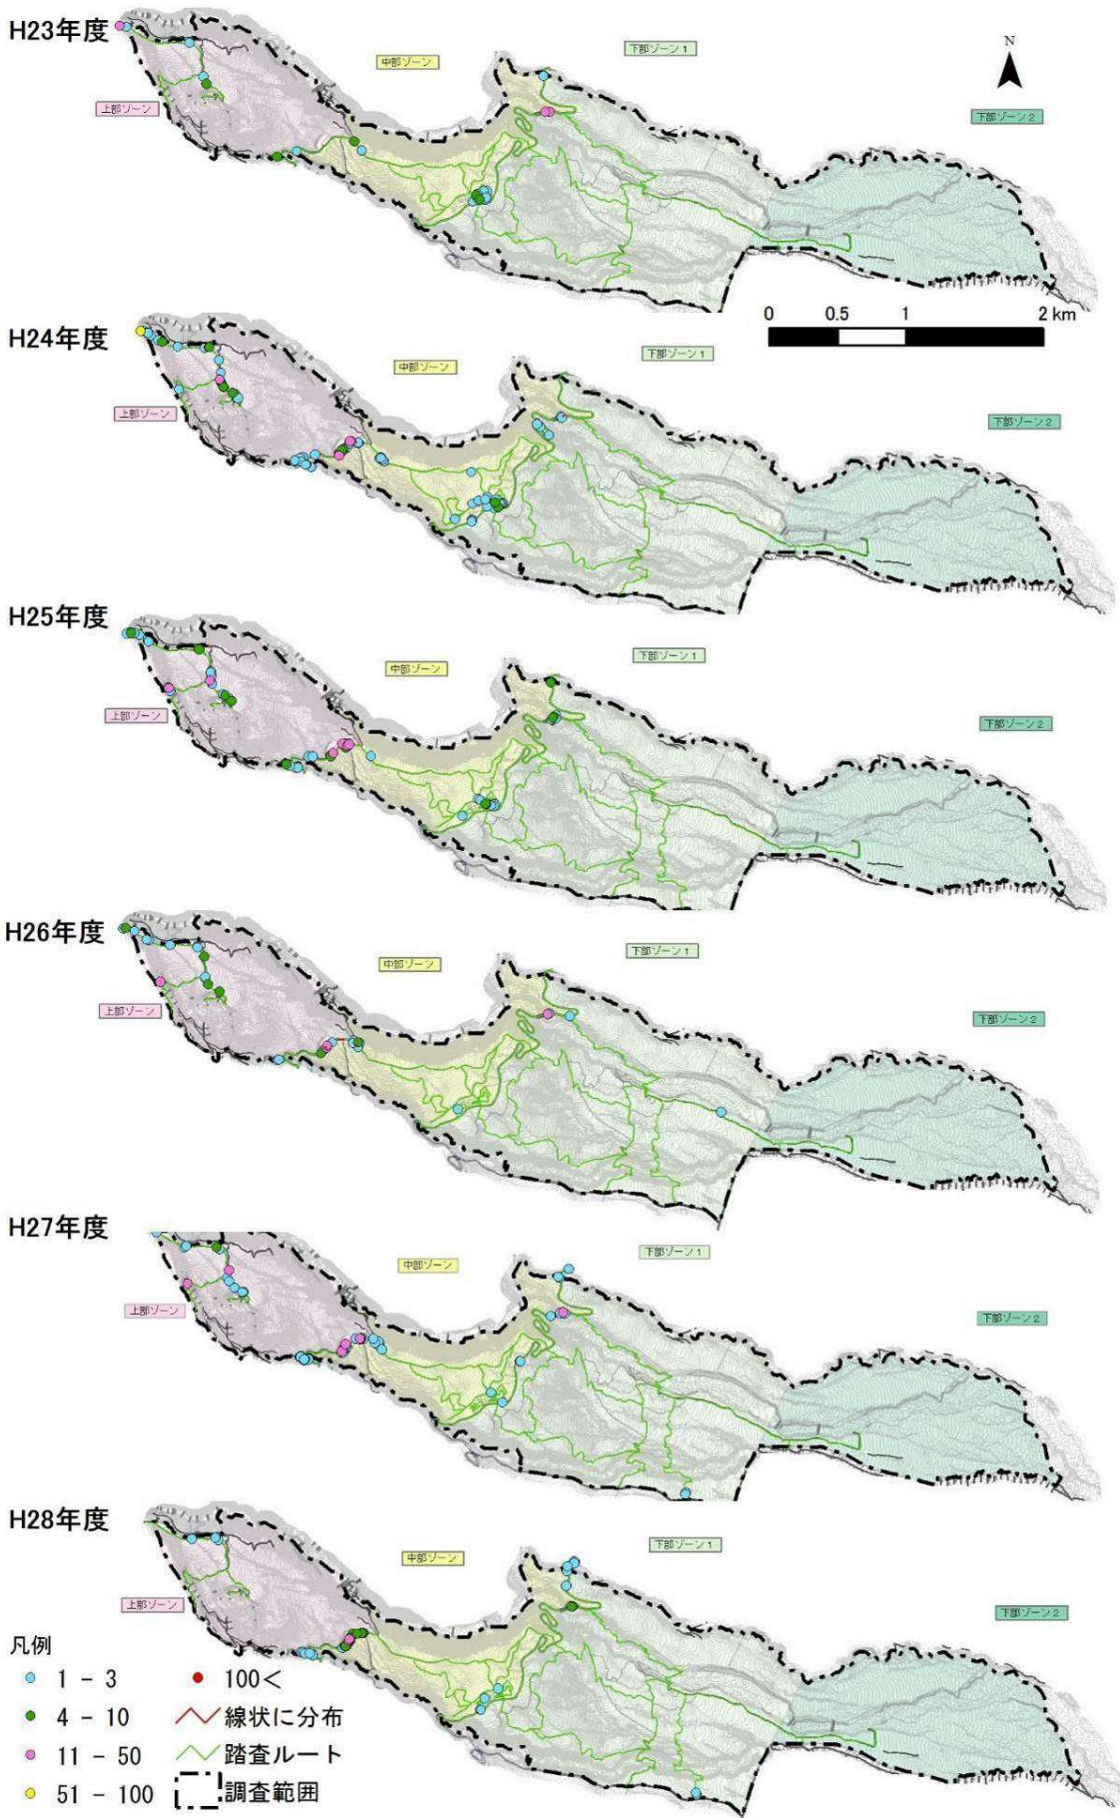 H23年度
下部ゾーン1
中部ゾーン
N
上部ゾーン
下部ゾーン2
0 0.5 1 2 km
H24年度
下部ゾーン1
中部ゾーン
上部ゾーン
下部ゾーン2
H25年度
下部ゾーン1
中部ゾーン
上部ゾーン
下部ゾーン2
H26年度
下部ゾーン1
中部ゾーン
上部ゾーン
下部ゾーン2
H27年度
下部ゾーン1
中部ゾーン
上部ゾーン
下部ゾーン2
H28年度
下部ゾーン1
中部ゾーン
上部ゾーン
下部ゾーン2
凡例
1 - 3
100<
4 - 10
線状に分布
11 - 50
踏査ルート
51 - 100
調査範囲